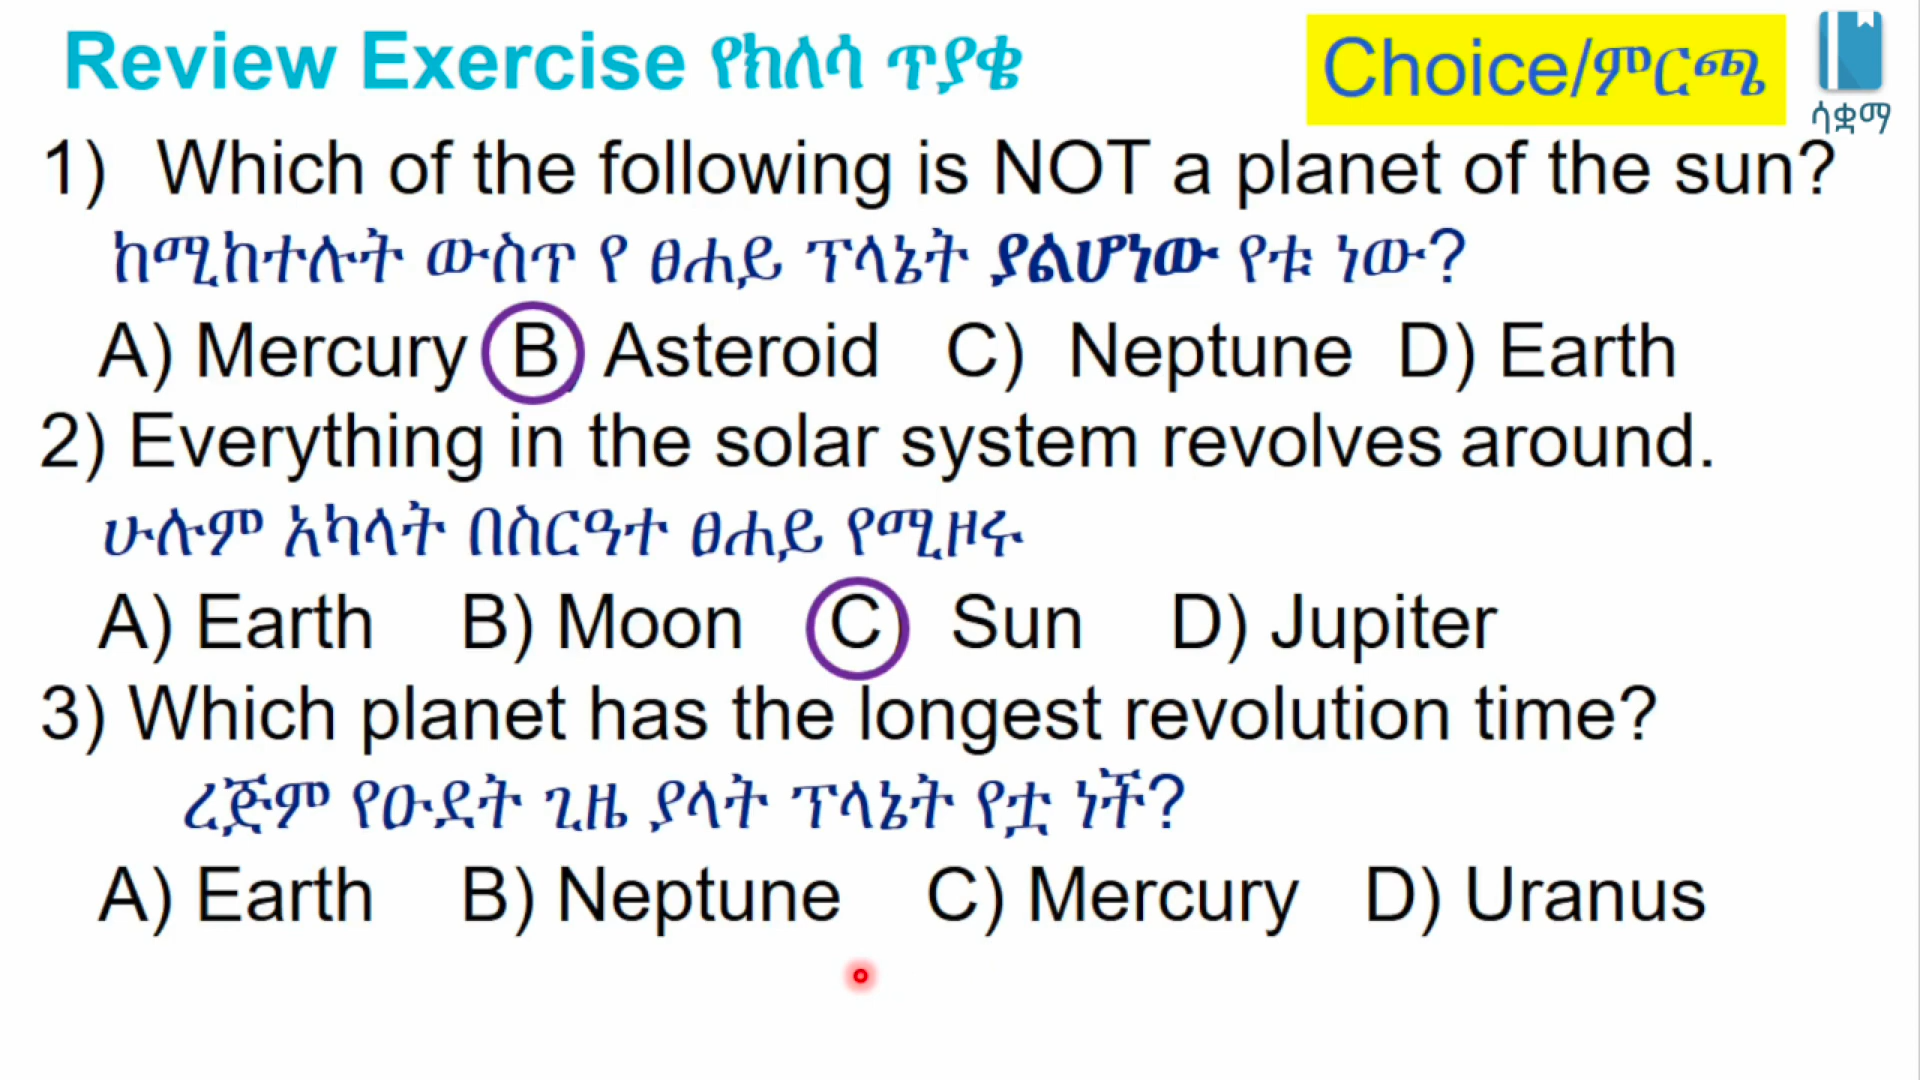 Review Exercise የክለሳ ጥያቄ
Choice/ምርጫ
ሳቋማ
1) Which of the following is NOT a planet of the sun?
ከሚከተሉት ውስጥ የ ፀሐይ ፕላኔት ያልሆነው የቱ ነው?
A) Mercury B) Asteroid C) Neptune D) Earth
2) Everything in the solar system revolves around.
ሁሉም አካላት በስርዓተ ፀሐይ የሚዞሩ
A) Earth B) Moon C) Sun D) Jupiter
3) Which planet has the longest revolution time?
ረጅም የዑደት ጊዜ ያላት ፕላኔት የቷ ነች?
A) Earth B) Neptune C) Mercury D) Uranus